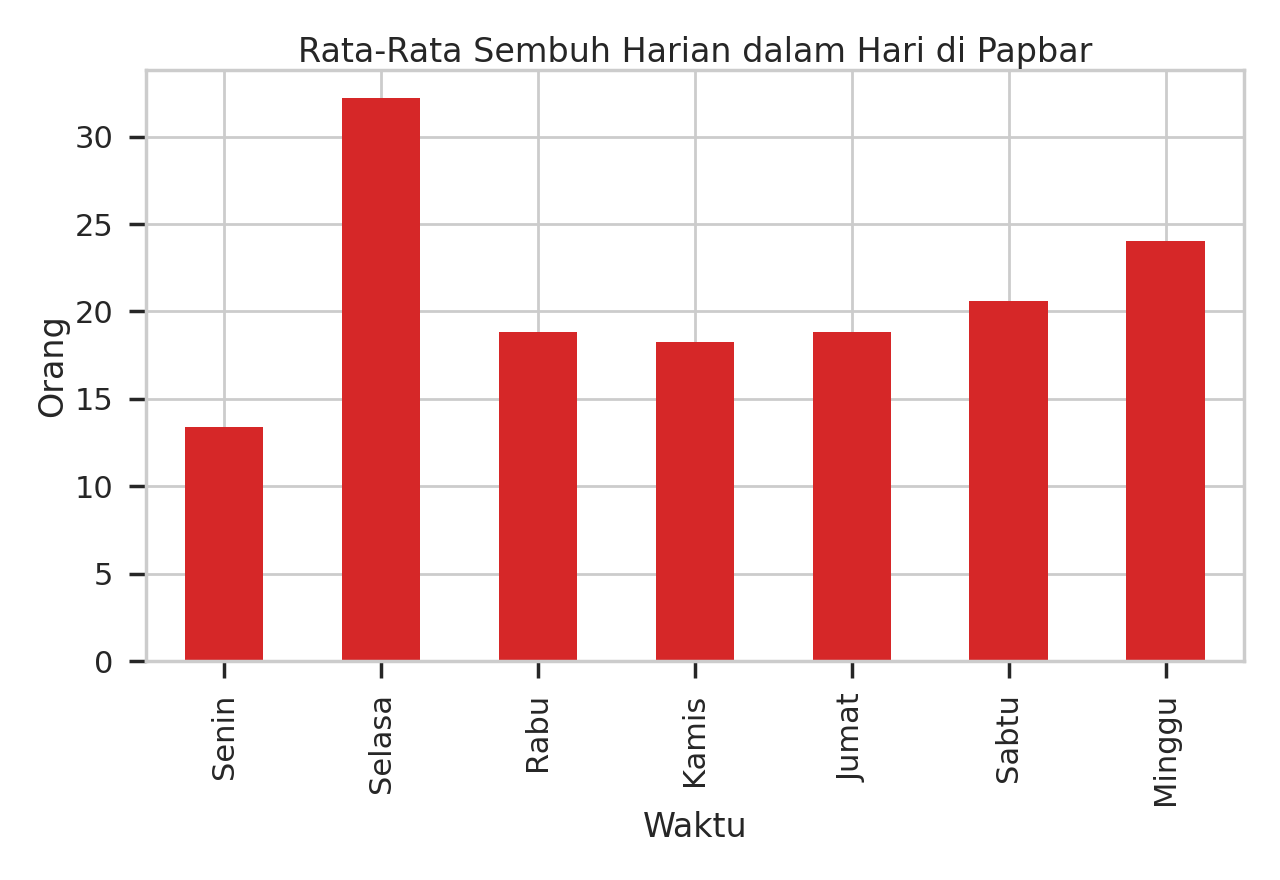 Rata-Rata Sembuh Harian dalam Hari di Papbar
Orang
30
25
20
15
10
5
0
Senin
Selasa
Rabu
Kamis
Jumat
Sabtu
Minggu
Waktu